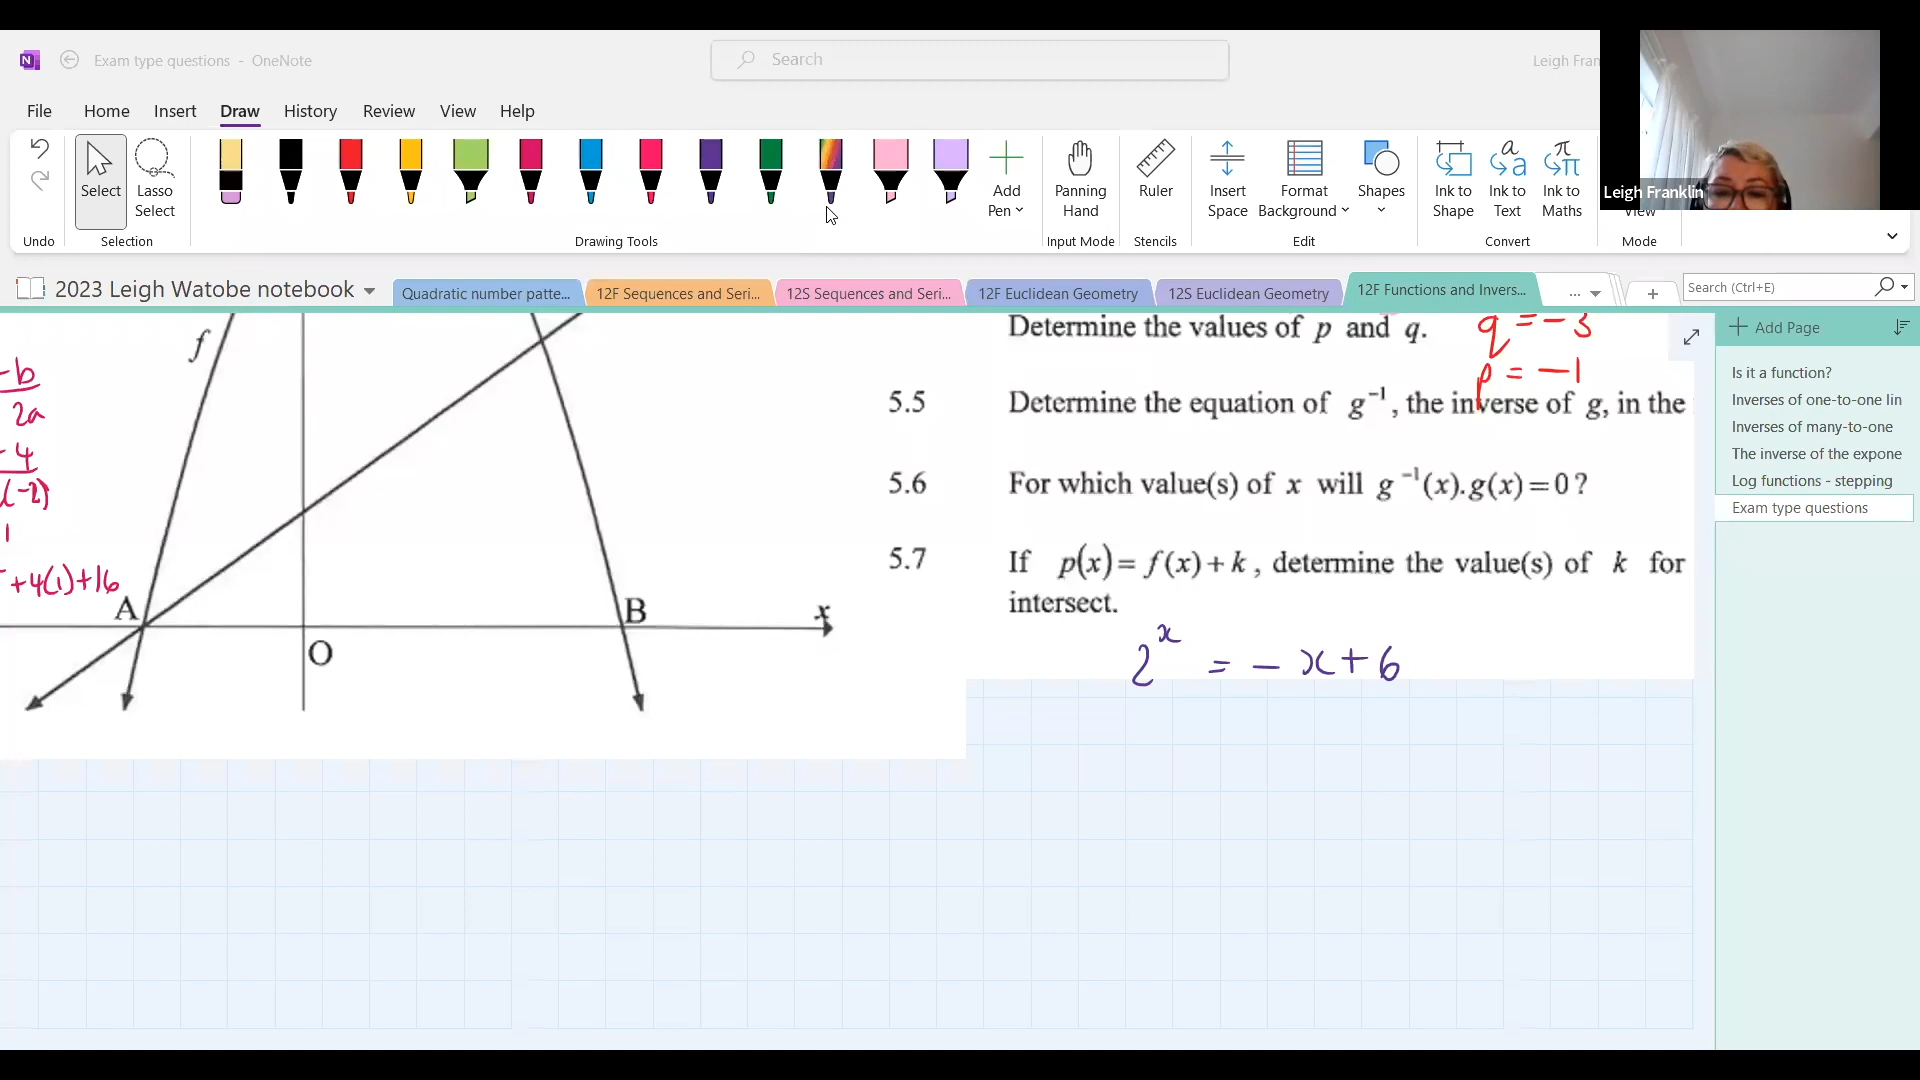 Exam type questions - OneNote
Search
Leigh Fran
Leigh Franklin
File Home Insert Draw History Review View Help
Select
Lasso Select
Add Pen
Panning Hand
Ruler
Insert Space
Format Background
Shapes
Ink to Shape
Ink to Text
Ink to Maths
View
Undo Selection Drawing Tools Input Mode Stencils Edit Convert Mode
2023 Leigh Watobe notebook
Quadratic number patte...
12F Sequences and Seri...
12S Sequences and Seri...
12F Euclidean Geometry
12S Euclidean Geometry
12F Functions and Invers...
...
Search (Ctrl+E)
Add Page
Is it a function?
Inverses of one-to-one lin
Inverses of many-to-one
The inverse of the expone
Log functions - stepping
Exam type questions
f
-b
2a
-4
(-2)
1
+4(1)+16
A
B
x
O
Determine the values of p and q.
q = -3
p = -1
5.5 Determine the equation of g⁻¹, the inverse of g, in the
5.6 For which value(s) of x will g⁻¹(x).g(x)=0?
5.7 If p(x)= f(x)+k, determine the value(s) of k for
intersect.
2ˣ = -x+6